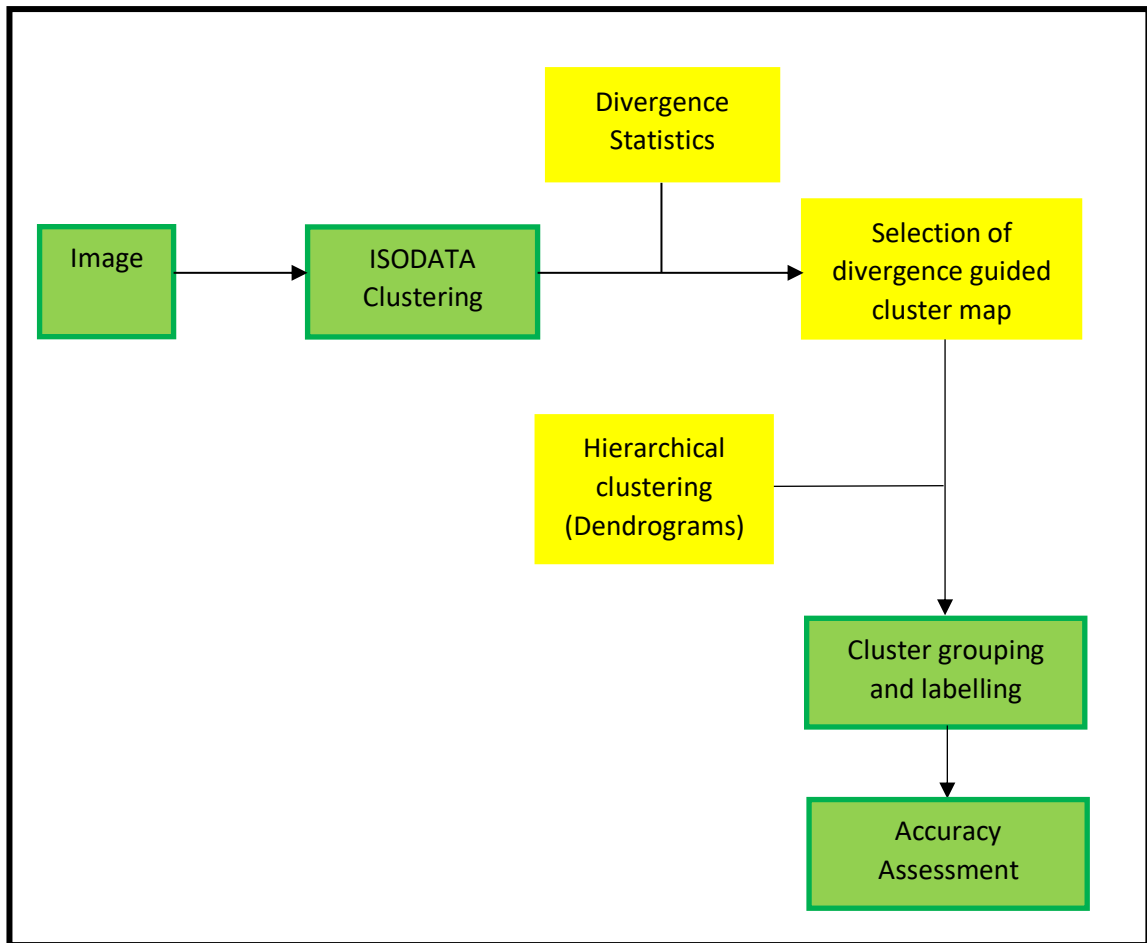 Divergence
Statistics
Image
ISODATA
Clustering
Selection of
divergence guided
cluster map
Hierarchical
clustering
(Dendrograms)
Cluster grouping
and labelling
Accuracy
Assessment